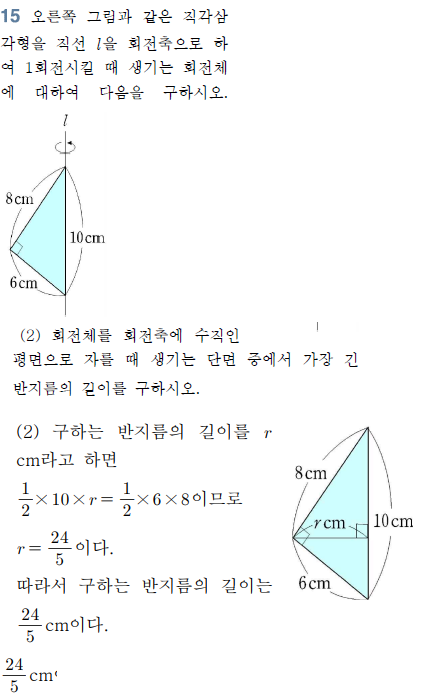 15 오른쪽 그림과 같은 직각삼
각형을 직선 l을 회전축으로 하
여 1회전시킬 때 생기는 회전체
에 대하여 다음을 구하시오.
l
8cm
10cm
6cm
(2) 회전체를 회전축에 수직인
평면으로 자를 때 생기는 단면 중에서 가장 긴
반지름의 길이를 구하시오.
(2) 구하는 반지름의 길이를 r
cm라고 하면
1/2×10×r=1/2×6×8이므로
r=24/5이다.
따라서 구하는 반지름의 길이는
24/5cm이다.
8cm
rcm
10cm
6cm
24/5cm